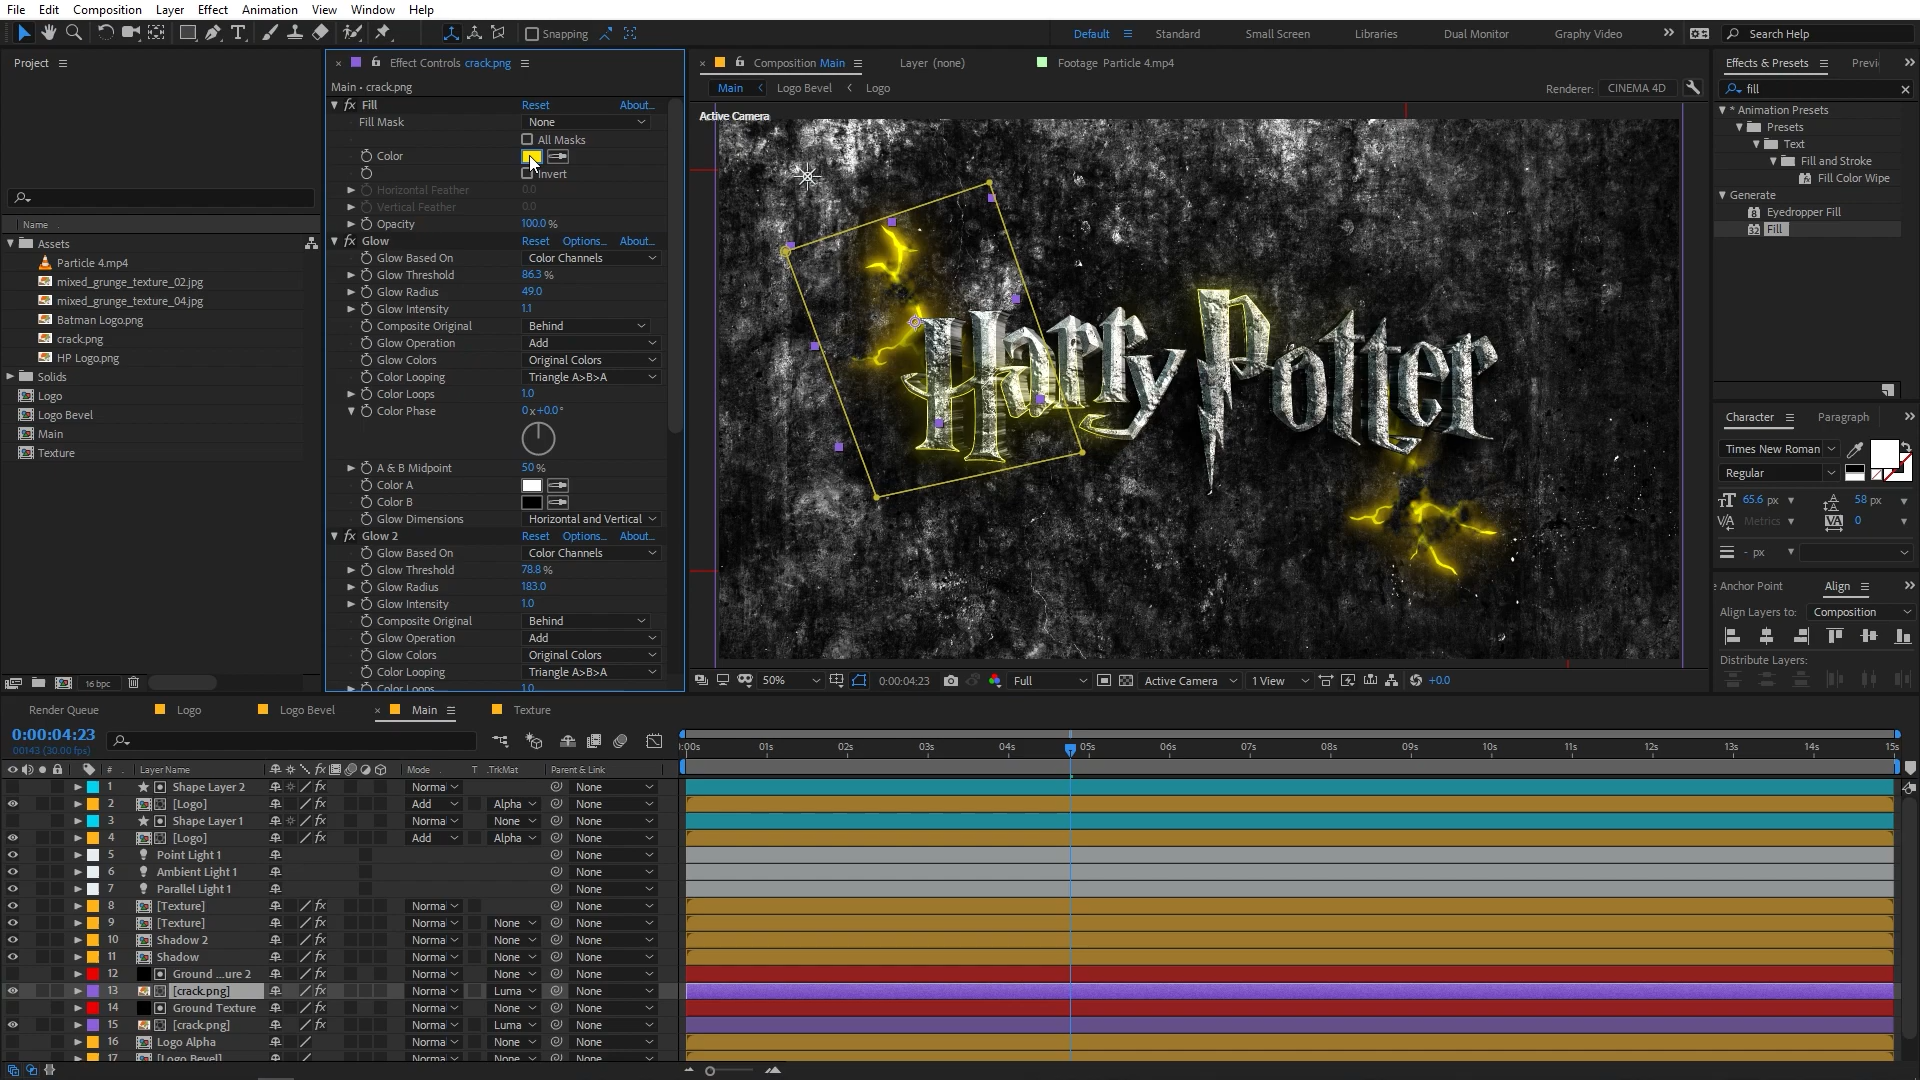 File Edit Composition Layer Effect Animation View Window Help
Snapping
Default Standard Small Screen Libraries Dual Monitor Graphy Video Search Help
Project
Name
Assets
Particle 4.mp4
mixed_grunge_texture_02.jpg
mixed_grunge_texture_04.jpg
Batman Logo.png
crack.png
HP Logo.png
Solids
Logo
Logo Bevel
Main
Texture
16 bpc
Effect Controls crack.png
Main • crack.png
Fill Reset About...
Fill Mask None
All Masks
Color
Invert
Horizontal Feather 0.0
Vertical Feather 0.0
Opacity 100.0 %
Glow Reset Options... About...
Glow Based On Color Channels
Glow Threshold 86.3 %
Glow Radius 49.0
Glow Intensity 1.1
Composite Original Behind
Glow Operation Add
Glow Colors Original Colors
Color Looping Triangle A>B>A
Color Loops 1.0
Color Phase 0x+0.0°
A & B Midpoint 50 %
Color A
Color B
Glow Dimensions Horizontal and Vertical
Glow 2 Reset Options... About...
Glow Based On Color Channels
Glow Threshold 78.8 %
Glow Radius 183.0
Glow Intensity 1.0
Composite Original Behind
Glow Operation Add
Glow Colors Original Colors
Color Looping Triangle A>B>A
Color Loops 1.0
Composition Main Layer (none) Footage Particle 4.mp4
Main Logo Bevel Logo Renderer: CINEMA 4D
Active Camera
Harry Potter
50% 0:00:04:23 Full Active Camera 1 View +0.0
Effects & Presets Previ
fill
* Animation Presets
Presets
Text
Fill and Stroke
Fill Color Wipe
Generate
Eyedropper Fill
Fill
Character Paragraph
Times New Roman
Regular
65.6 px 58 px
Metrics 0
- px
Anchor Point Align
Align Layers to: Composition
Distribute Layers:
Render Queue Logo Logo Bevel Main Texture
0:00:04:23
00143 (30.00 fps)
:00s 01s 02s 03s 04s 05s 06s 07s 08s 09s 10s 11s 12s 13s 14s 15s
# Layer Name Mode T .TrkMat Parent & Link
1 Shape Layer 2 Norma None
2 [Logo] Add Alpha None
3 Shape Layer 1 Norma None None
4 [Logo] Add Alpha None
5 Point Light 1 None
6 Ambient Light 1 None
7 Parallel Light 1 None
8 [Texture] Norma None
9 [Texture] Norma None None
10 Shadow 2 Norma None None
11 Shadow Norma None None
12 Ground ...ure 2 Norma None None
13 [crack.png] Norma Luma None
14 Ground Texture Norma None None
15 [crack.png] Norma Luma None
16 Logo Alpha Norma None None
17 [Logo Bevel] Norma None None